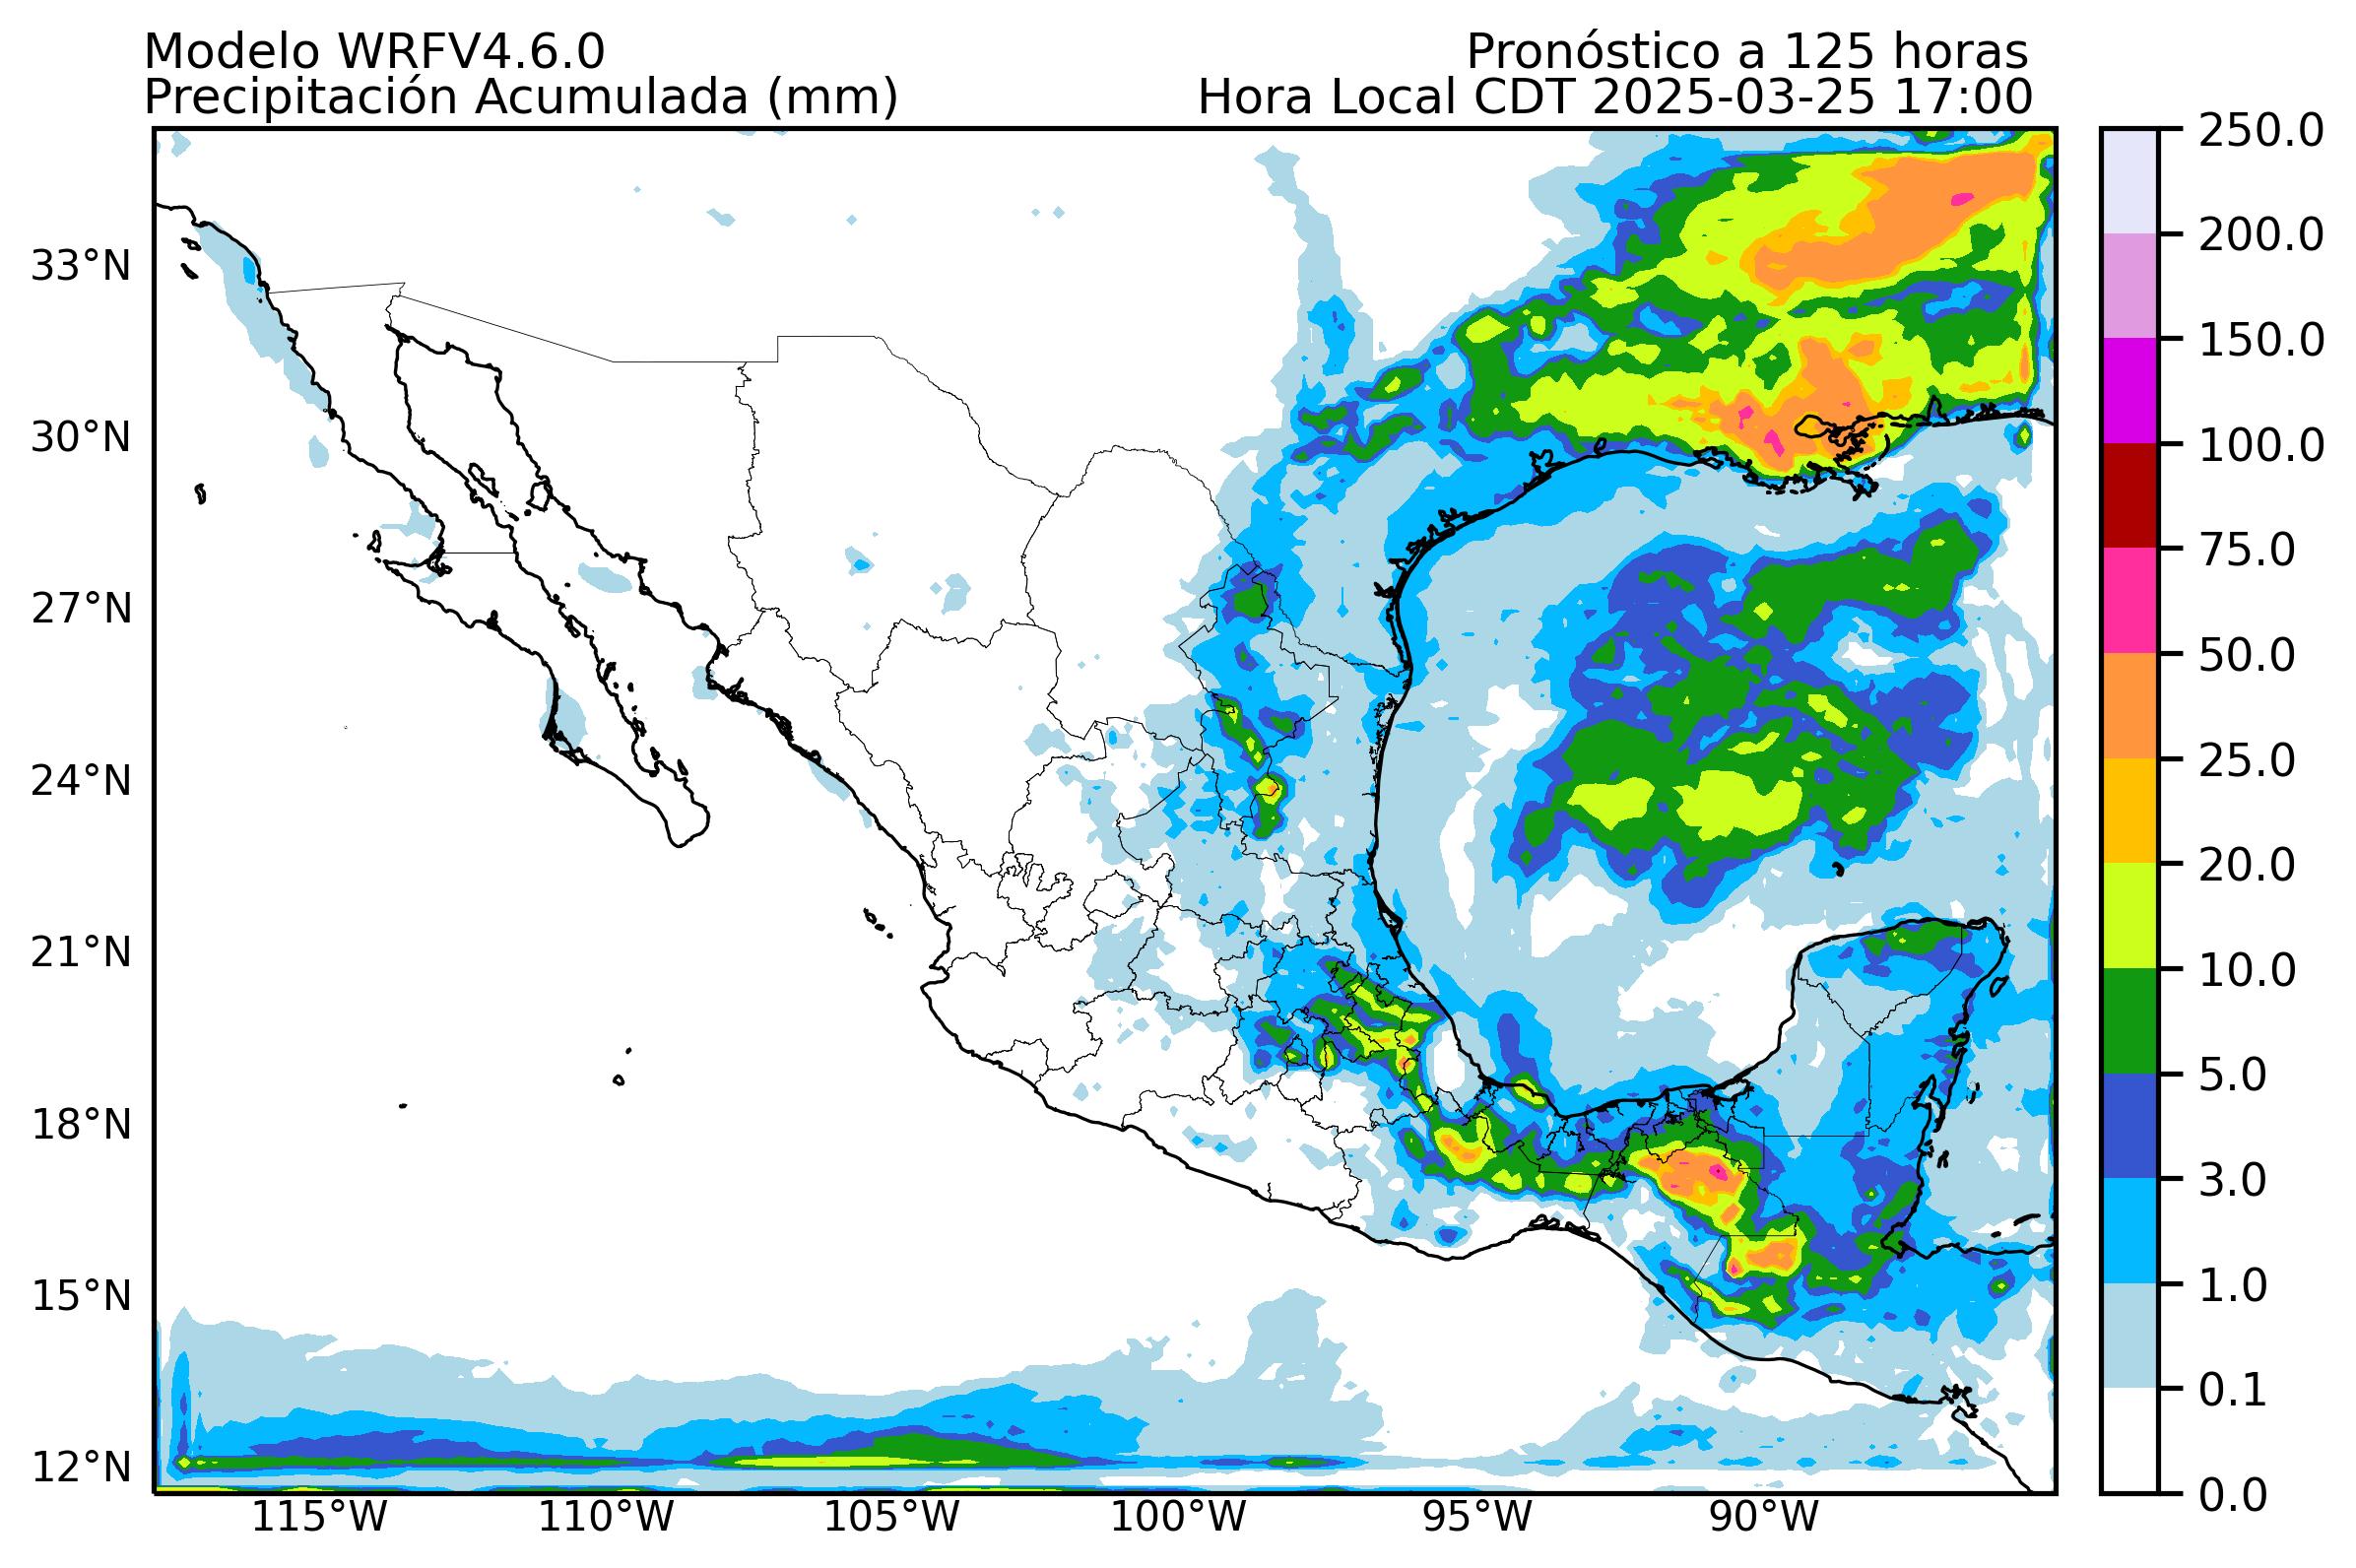 Modelo WRFV4.6.0
Pronóstico a 125 horas
Precipitación Acumulada (mm)
Hora Local CDT 2025-03-25 17:00
33°N
30°N
27°N
24°N
21°N
18°N
15°N
12°N
115°W
110°W
105°W
100°W
95°W
90°W
250.0
200.0
150.0
100.0
75.0
50.0
25.0
20.0
10.0
5.0
3.0
1.0
0.1
0.0